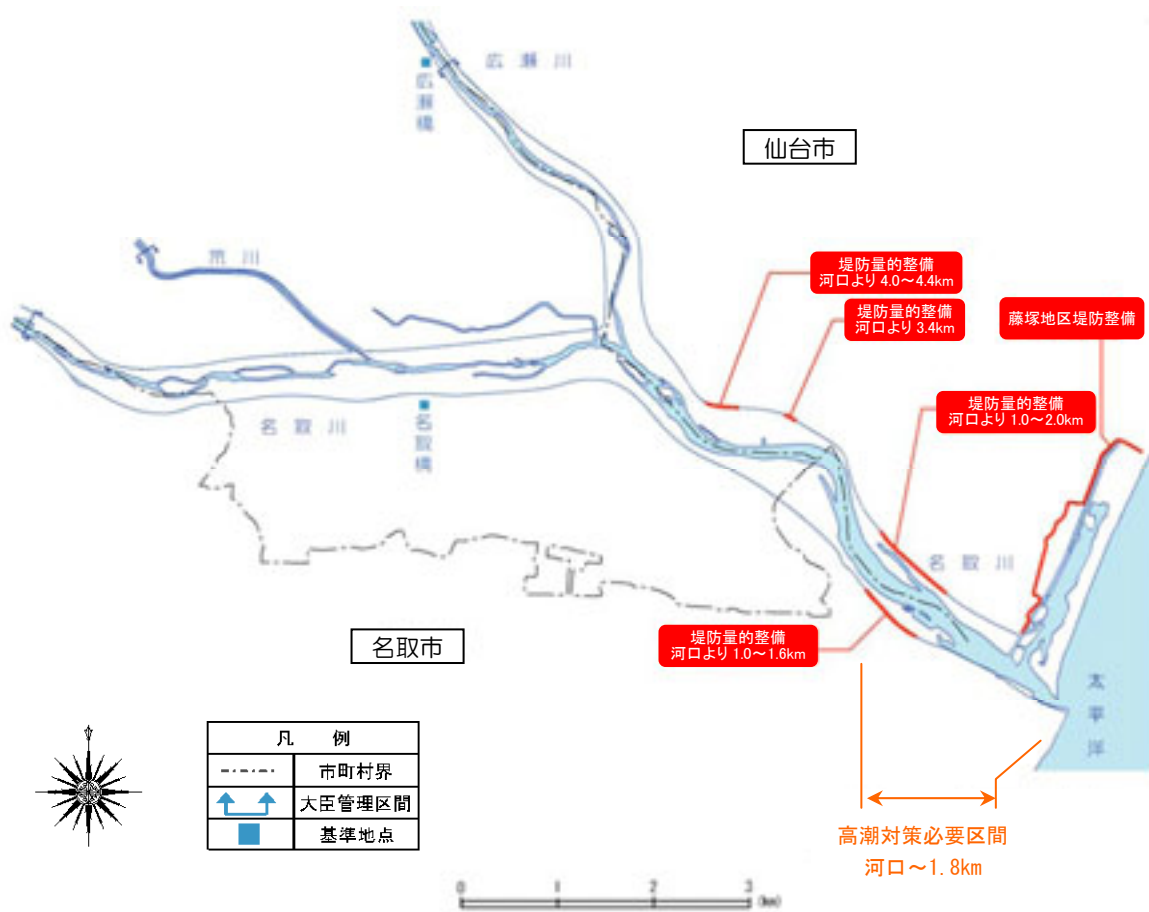 広瀬川
広瀬橋
仙台市
荒川
堤防量的整備
河口より 4.0～4.4km
堤防量的整備
河口より 3.4km
藤塚地区堤防整備
堤防量的整備
河口より 1.0～2.0km
名取川
名取橋
名取川
堤防量的整備
河口より 1.0～1.6km
名取市
太平洋
凡 例
市町村界
大臣管理区間
基準地点
高潮対策必要区間
河口～1.8km
0 1 2 3 (km)